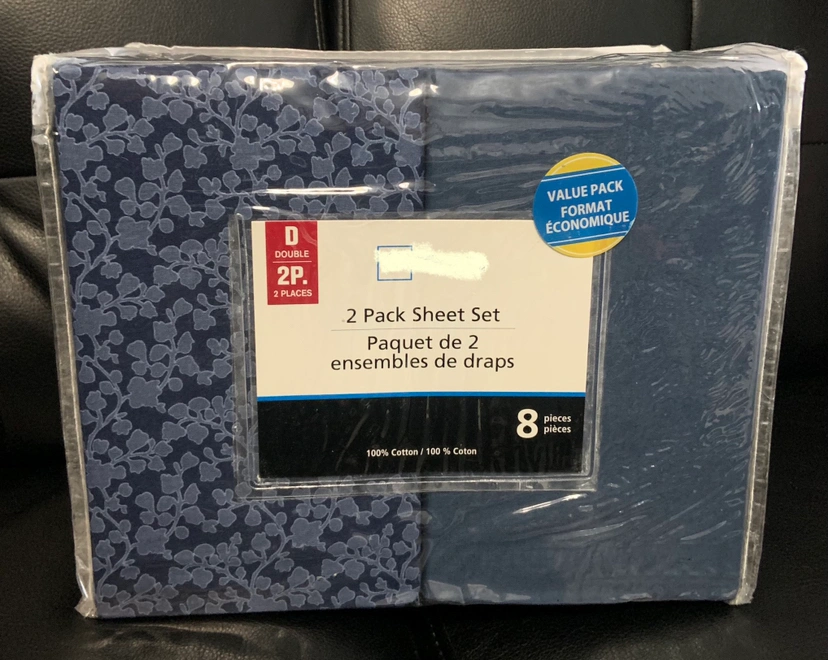 VALUE PACK
FORMAT
ÉCONOMIQUE
D
DOUBLE
2P.
2 PLACES
2 Pack Sheet Set
Paquet de 2
ensembles de draps
8 pieces
pièces
100% Cotton / 100 % Coton